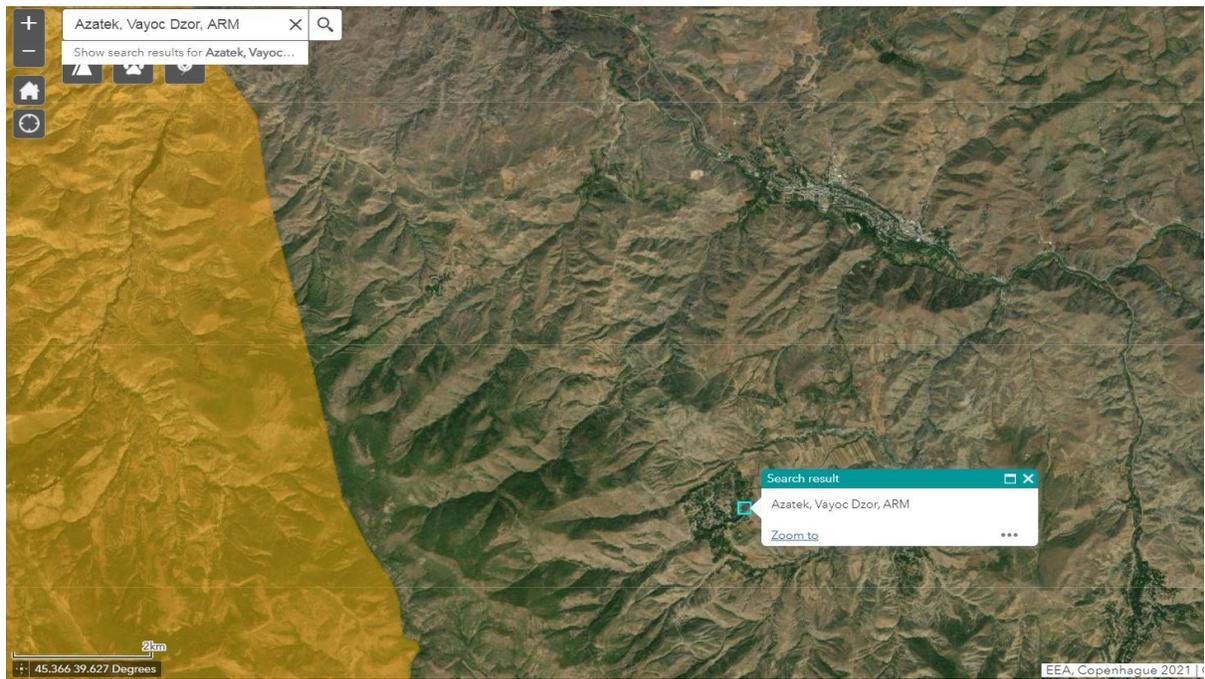 +
Azatek, Vayoc Dzor, ARM
−
Show search results for Azatek, Vayoc...
Search result
Azatek, Vayoc Dzor, ARM
Zoom to
2km
45.366 39.627 Degrees
EEA, Copenhague 2021 |